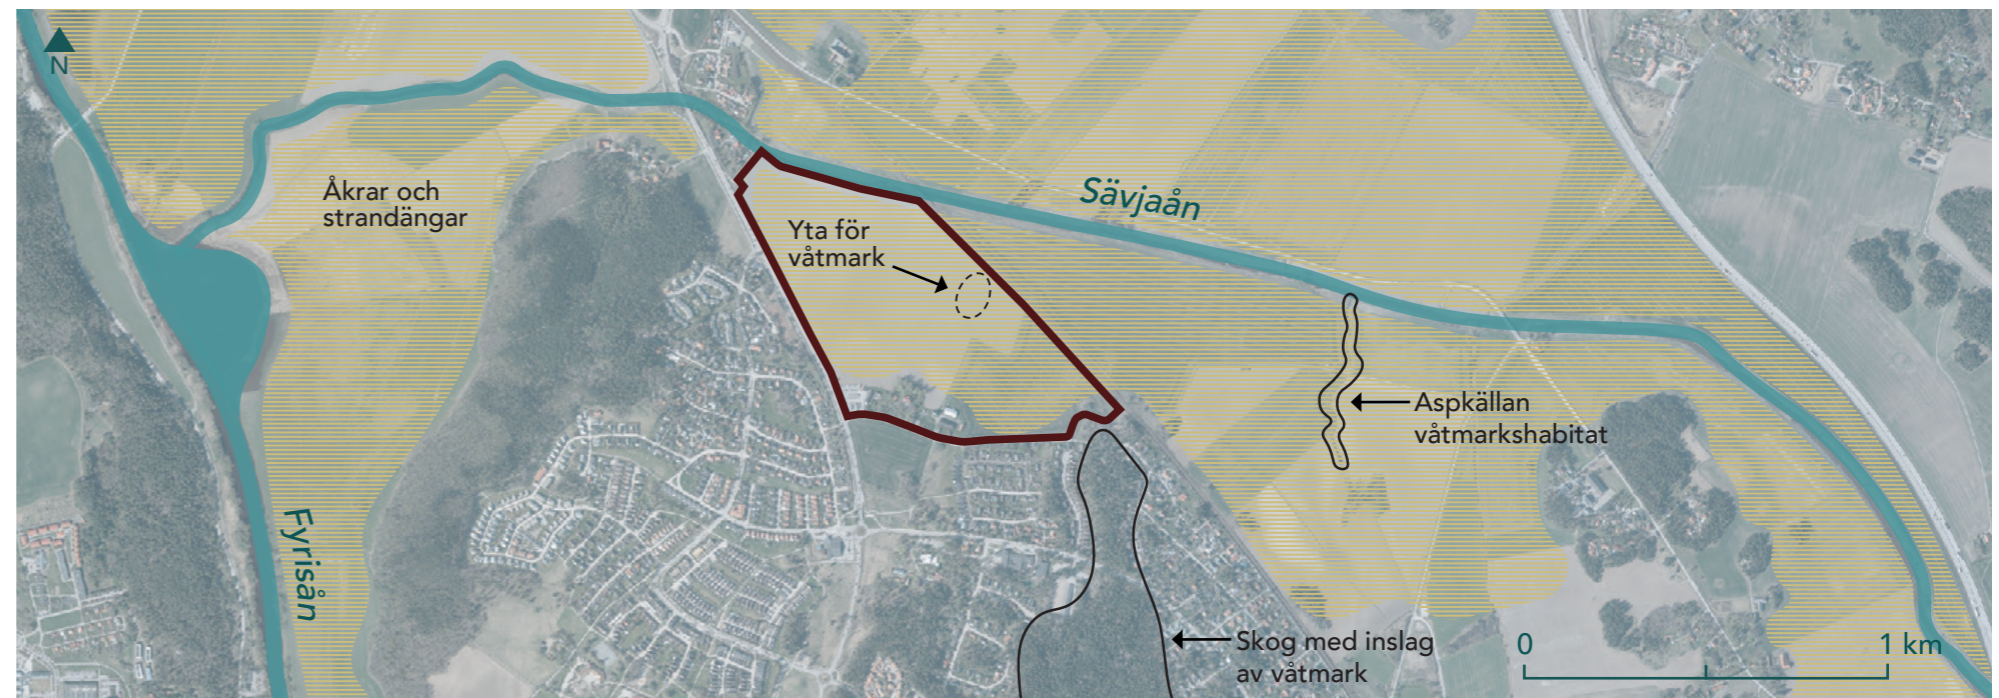 N
Åkrar och
strandängar
Yta för
våtmark
Sävjaån
Aspkällan
våtmarkshabitat
Fyrisån
Skog med inslag
av våtmark
0
1 km